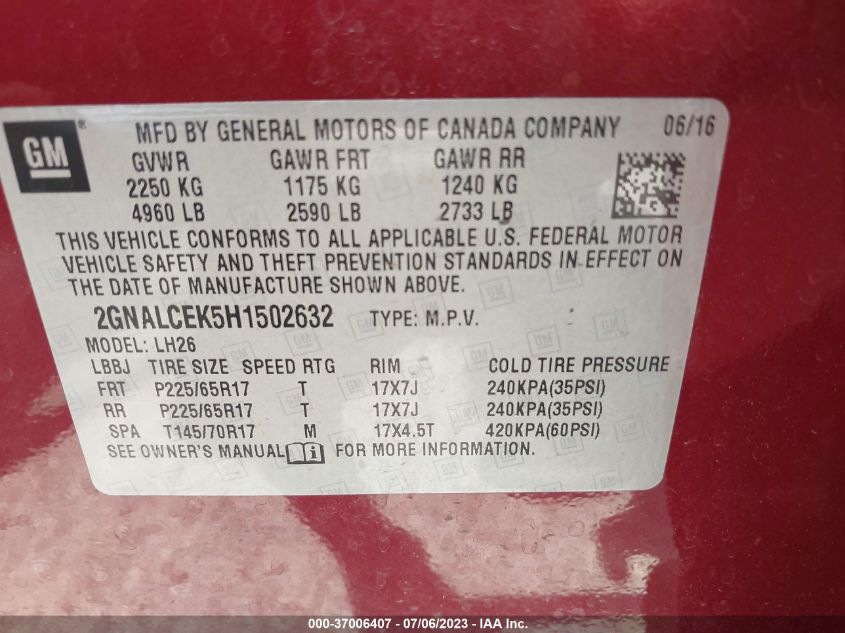 GM ®
MFD BY GENERAL MOTORS OF CANADA COMPANY 06/16
GVWR GAWR FRT GAWR RR
2250 KG 1175 KG 1240 KG
4960 LB 2590 LB 2733 LB
THIS VEHICLE CONFORMS TO ALL APPLICABLE U.S. FEDERAL MOTOR
VEHICLE SAFETY AND THEFT PREVENTION STANDARDS IN EFFECT ON
THE DATE OF MANUFACTURE SHOWN ABOVE.
2GNALCEK5H1502632 TYPE: M.P.V.
MODEL: LH26
LBBJ TIRE SIZE SPEED RTG RIM COLD TIRE PRESSURE
FRT P225/65R17 T 17X7J 240KPA(35PSI)
RR P225/65R17 T 17X7J 240KPA(35PSI)
SPA T145/70R17 M 17X4.5T 420KPA(60PSI)
SEE OWNER'S MANUAL i FOR MORE INFORMATION.
000-37006407 / 07/06/2023 - Copyright © IAA, Inc.